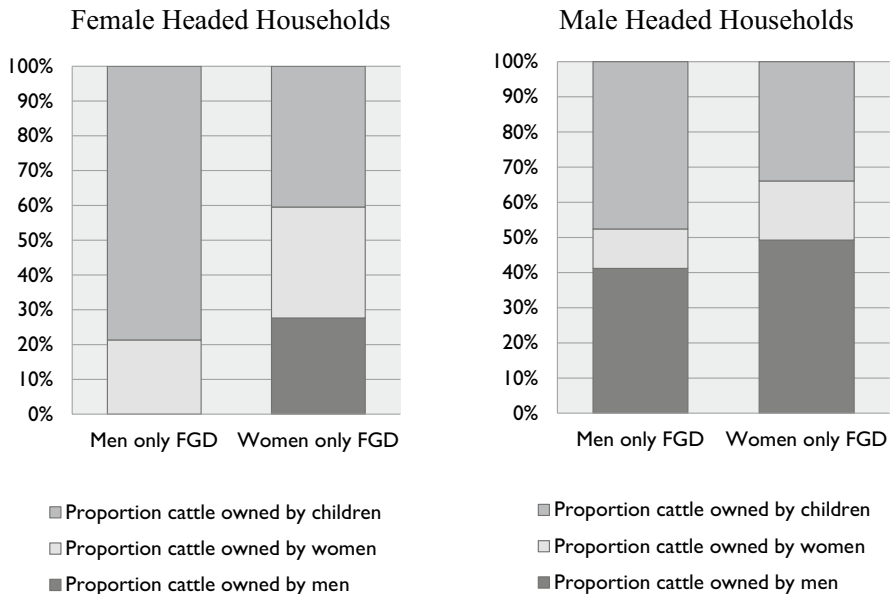 Female Headed Households
100%
90%
80%
70%
60%
50%
40%
30%
20%
10%
0%
Men only FGD
Women only FGD
Proportion cattle owned by children
Proportion cattle owned by women
Proportion cattle owned by men
Male Headed Households
100%
90%
80%
70%
60%
50%
40%
30%
20%
10%
0%
Men only FGD
Women only FGD
Proportion cattle owned by children
Proportion cattle owned by women
Proportion cattle owned by men